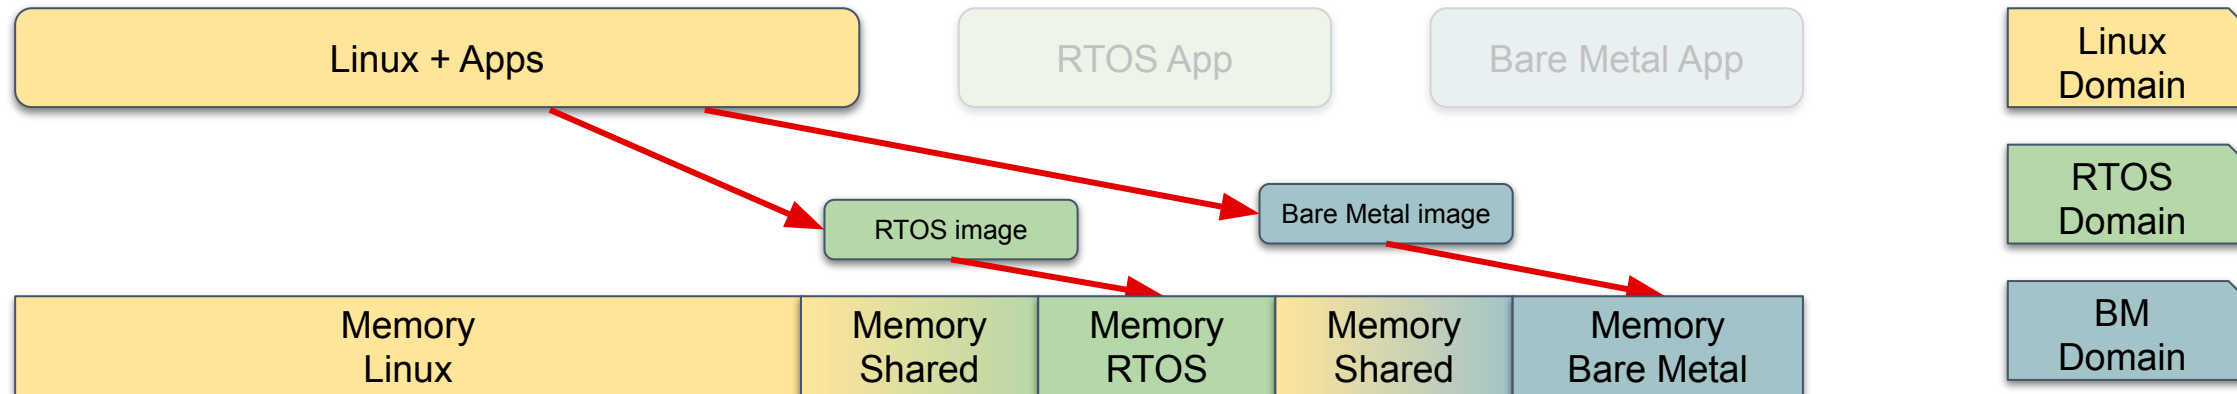 Linux + Apps
RTOS App
Bare Metal App
Linux
Domain
RTOS
Domain
RTOS image
Bare Metal image
Memory
Linux
Memory
Shared
Memory
RTOS
Memory
Shared
Memory
Bare Metal
BM
Domain